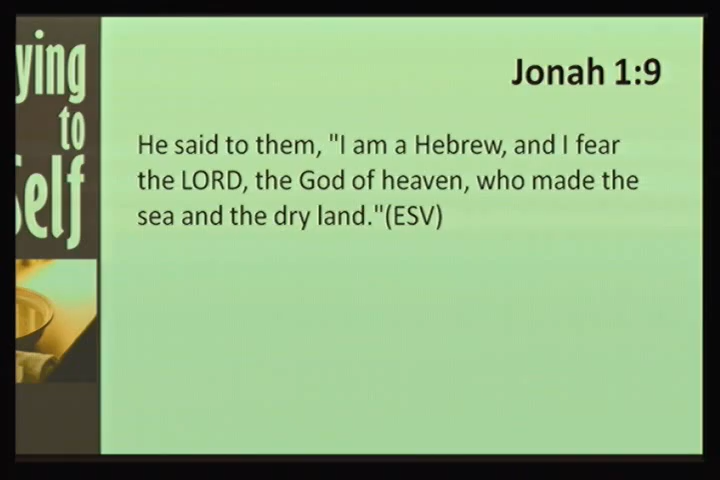 ying
to
Self
Jonah 1:9
He said to them, "I am a Hebrew, and I fear
the LORD, the God of heaven, who made the
sea and the dry land."(ESV)